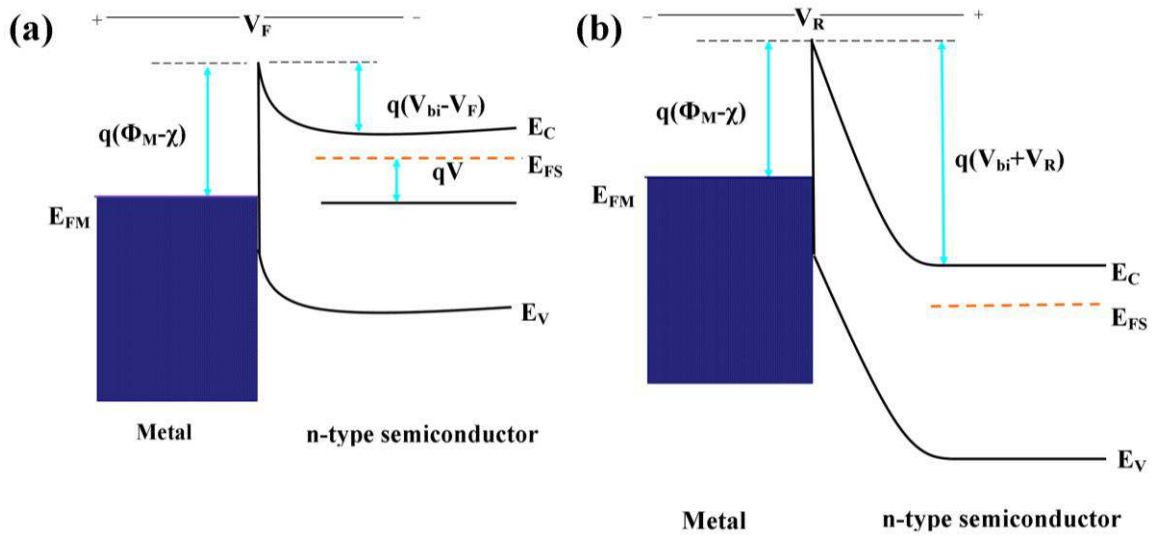 (a)
+ V_F −
q(Φ_M-χ)
q(V_bi-V_F)
E_C
E_FS
qV
E_FM
E_V
Metal
n-type semiconductor
(b)
− V_R +
q(Φ_M-χ)
q(V_bi+V_R)
E_FM
E_C
E_FS
E_V
Metal
n-type semiconductor